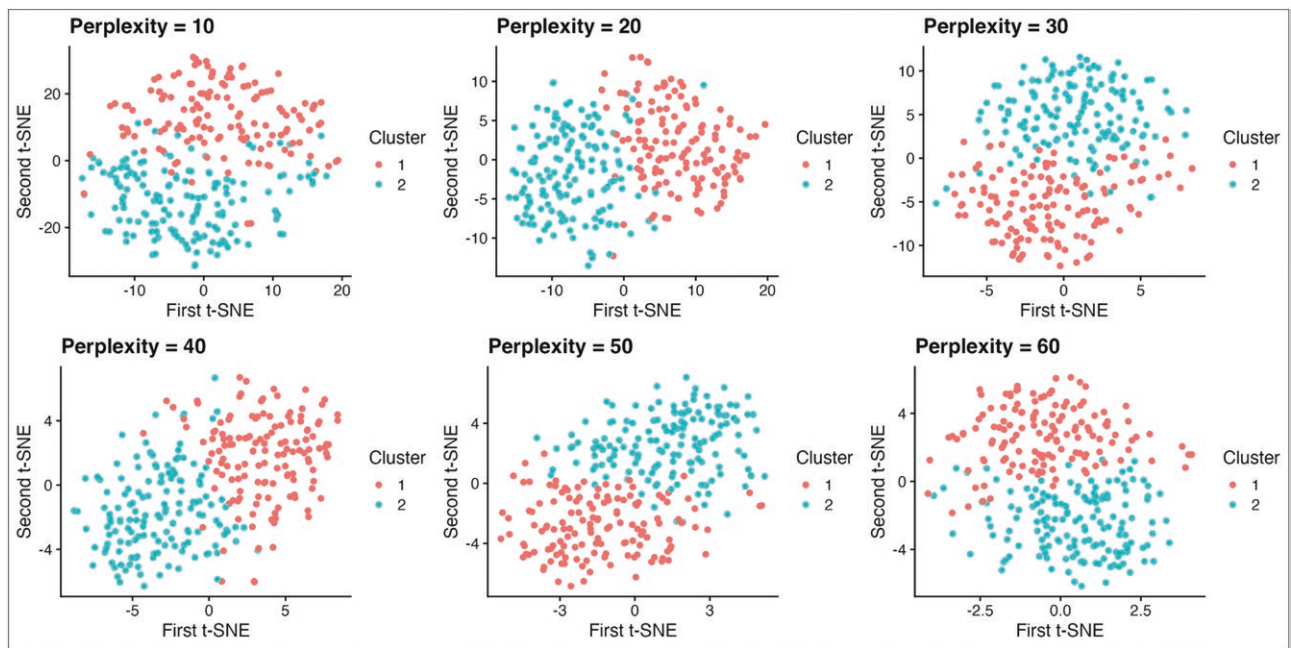 Perplexity = 10
Second t-SNE
20
0
-20
-10
0
10
20
First t-SNE
Cluster
1
2
Perplexity = 20
Second t-SNE
10
5
0
-5
-10
-10
0
10
20
First t-SNE
Cluster
1
2
Perplexity = 30
Second t-SNE
10
5
0
-5
-10
-5
0
5
First t-SNE
Cluster
1
2
Perplexity = 40
Second t-SNE
4
0
-4
-5
0
5
First t-SNE
Cluster
1
2
Perplexity = 50
Second t-SNE
4
0
-4
-3
0
3
First t-SNE
Cluster
1
2
Perplexity = 60
Second t-SNE
4
0
-4
-2.5
0.0
2.5
First t-SNE
Cluster
1
2